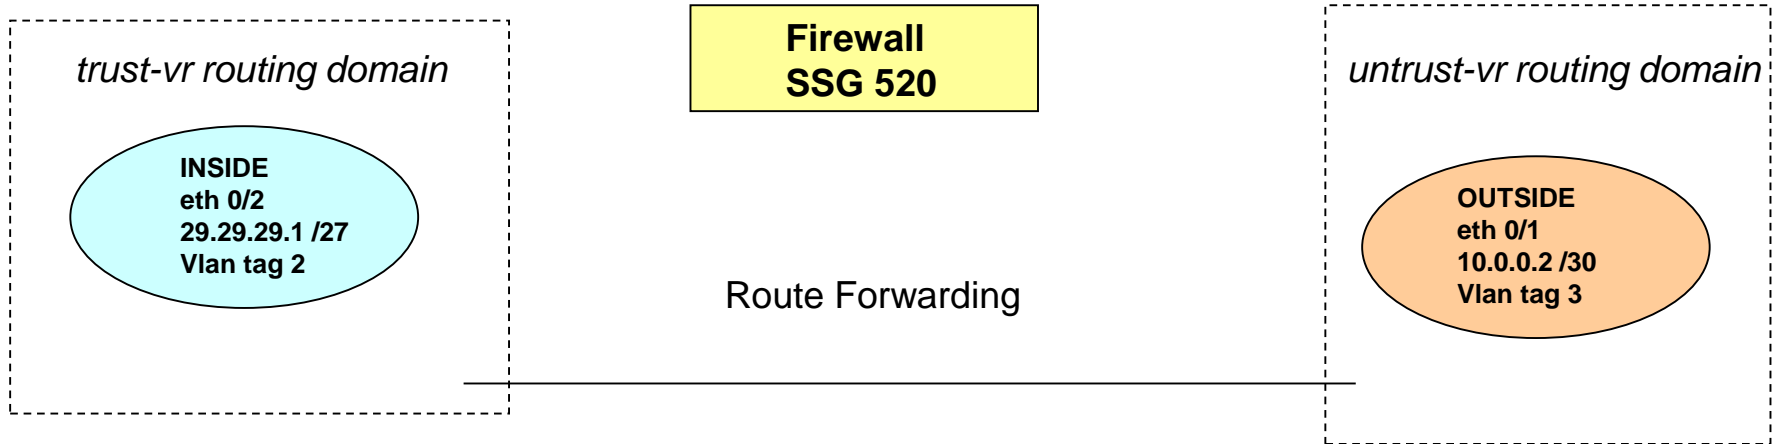 trust-vr routing domain
INSIDE
eth 0/2
29.29.29.1 /27
Vlan tag 2
Firewall
SSG 520
Route Forwarding
untrust-vr routing domain
OUTSIDE
eth 0/1
10.0.0.2 /30
Vlan tag 3